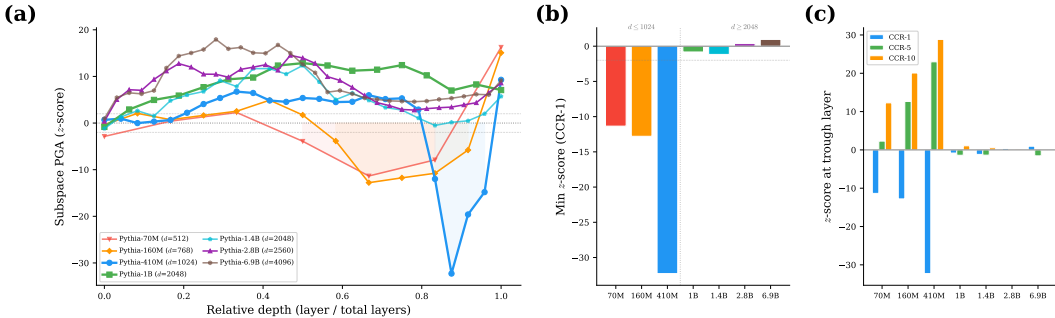 (a)
Subspace PGA (z-score)
20
10
0
−10
−20
−30
Pythia-70M (d=512)
Pythia-160M (d=768)
Pythia-410M (d=1024)
Pythia-1B (d=2048)
Pythia-1.4B (d=2048)
Pythia-2.8B (d=2560)
Pythia-6.9B (d=4096)
0.0 0.2 0.4 0.6 0.8 1.0
Relative depth (layer / total layers)
(b)
d ≤ 1024 d ≥ 2048
Min z-score (CCR-1)
0
−5
−10
−15
−20
−25
−30
70M 160M 410M 1B 1.4B 2.8B 6.9B
(c)
z-score at trough layer
30
20
10
0
−10
−20
−30
CCR-1
CCR-5
CCR-10
70M 160M 410M 1B 1.4B 2.8B 6.9B